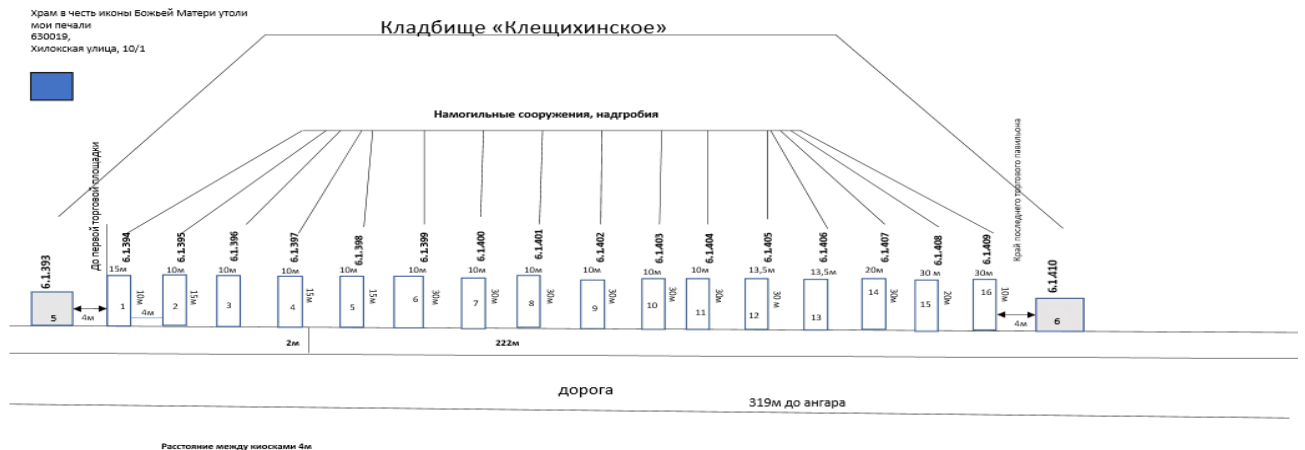 Храм в честь иконы Божьей Матери утоли
мои печали
630019,
Хилокская улица, 10/1
Кладбище «Клещихинское»
Намогильные сооружения, надгробия
До первой торговой площадки
Край последнего торгового павильона
6.1.393
6.1.394
6.1.395
6.1.396
6.1.397
6.1.398
6.1.399
6.1.400
6.1.401
6.1.402
6.1.403
6.1.404
6.1.405
6.1.406
6.1.407
6.1.408
6.1.409
6.1.410
15м 10м 10м 10м 10м 10м 10м 10м 10м 10м 10м 13,5м 13,5м 20м 30 м 30м
5 1 2 3 4 5 6 7 8 9 10 11 12 13 14 15 16 6
10м 15м 15м 15м 30м 30м 30м 30м 30м 30м 30 м 30м 20м 10м
4м 4м 4м
2м 222м
дорога
319м до ангара
Расстояние между киосками 4м